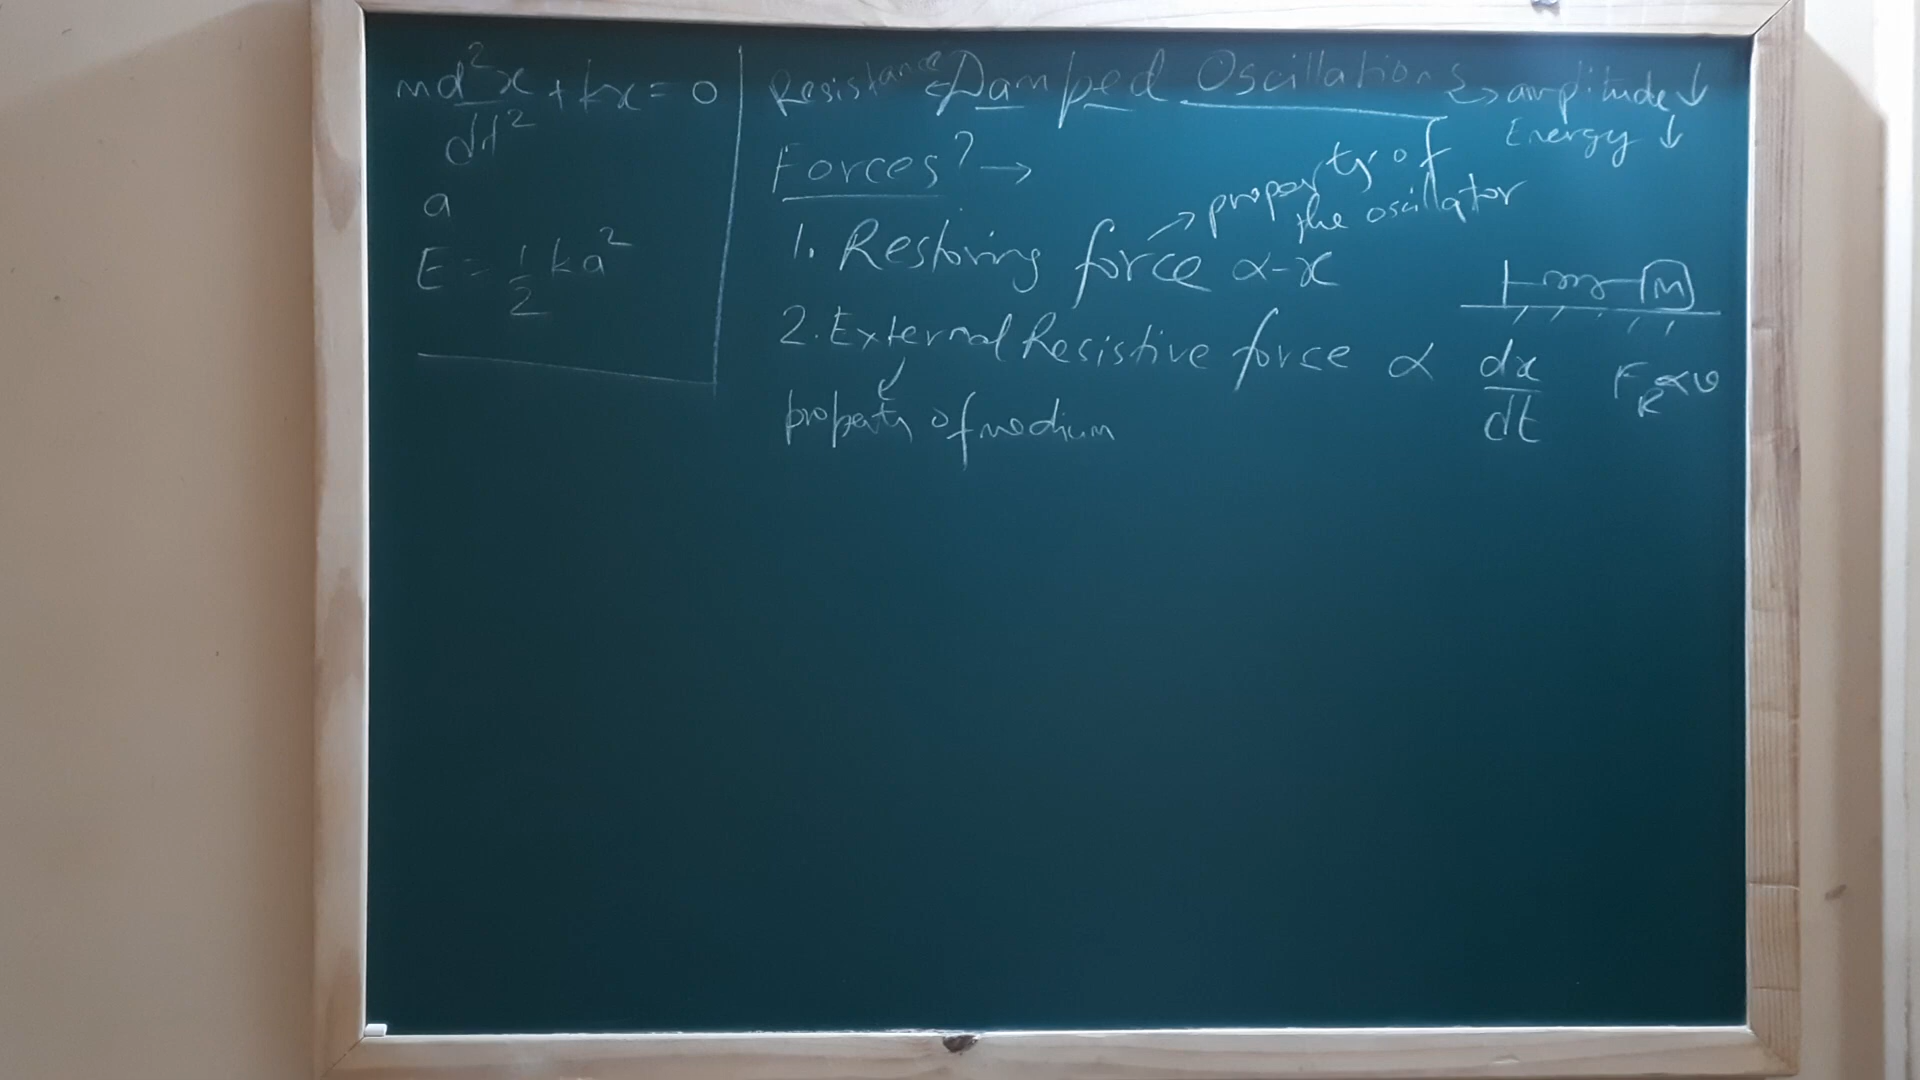 md²x/dt² + kx = 0
a
E = 1/2 ka²
Resistance ← Damped Oscillations → amplitude ↓
Energy ↓
Forces? →
1. Restoring force ∝ -x → property of the oscillator
M
2. External Resistive force ∝ dx/dt F_R ∝ v
property of medium